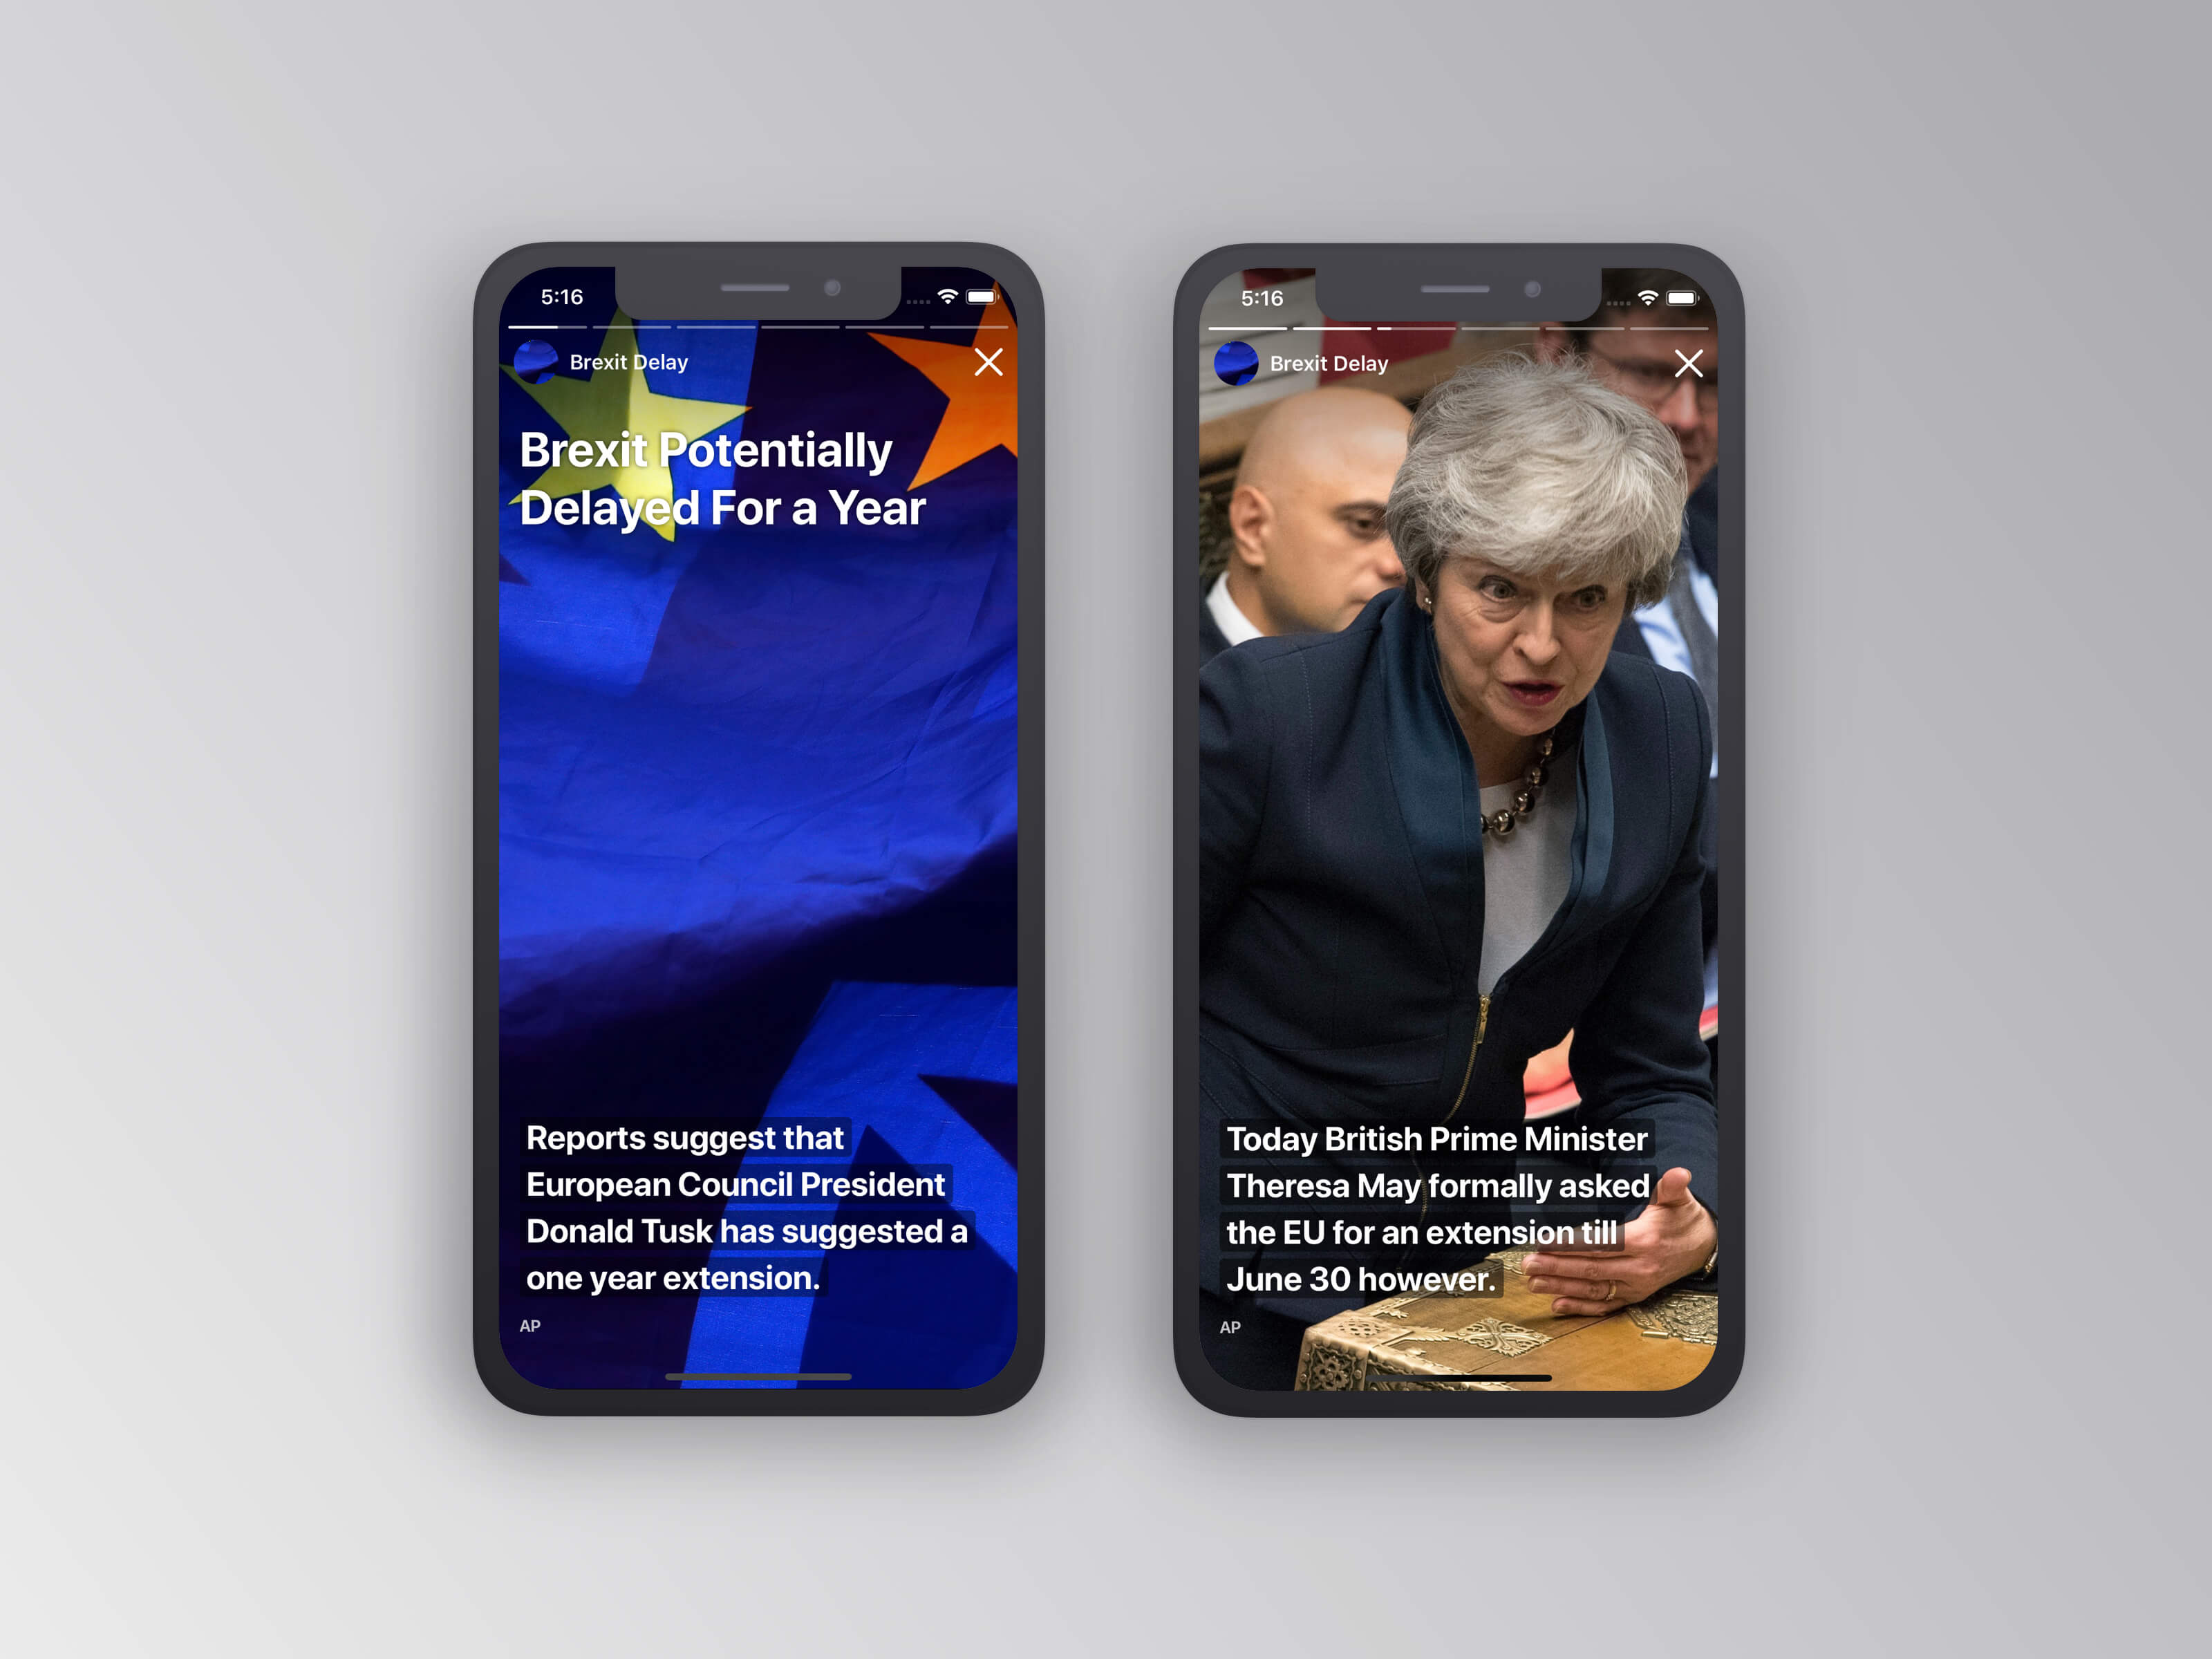 5:16
Brexit Delay
Brexit Potentially
Delayed For a Year
Reports suggest that
European Council President
Donald Tusk has suggested a
one year extension.
AP
5:16
Brexit Delay
Today British Prime Minister
Theresa May formally asked
the EU for an extension till
June 30 however.
AP